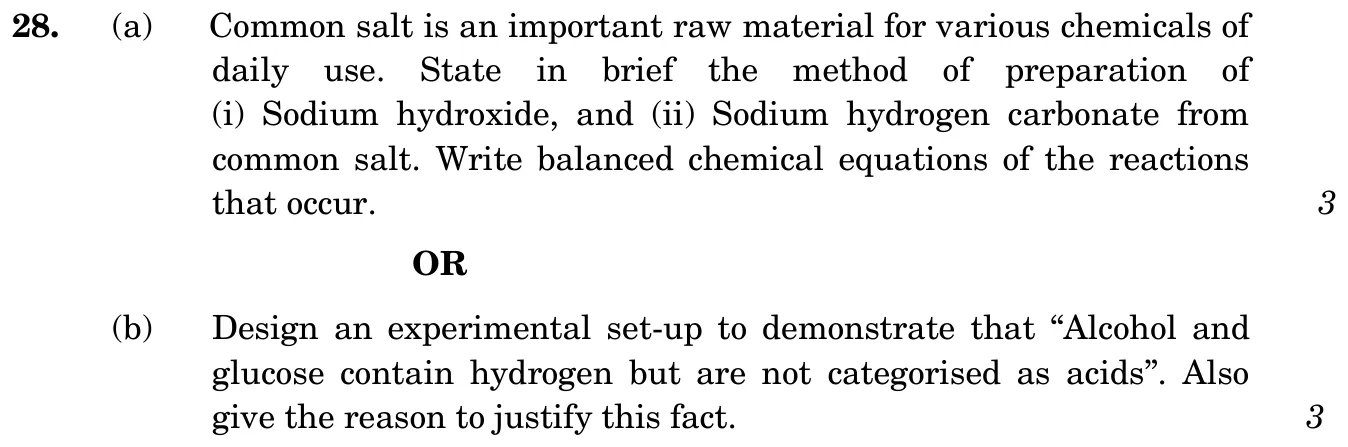 28. (a) Common salt is an important raw material for various chemicals of
daily use. State in brief the method of preparation of
(i) Sodium hydroxide, and (ii) Sodium hydrogen carbonate from
common salt. Write balanced chemical equations of the reactions
that occur. 3
OR
(b) Design an experimental set-up to demonstrate that “Alcohol and
glucose contain hydrogen but are not categorised as acids”. Also
give the reason to justify this fact. 3